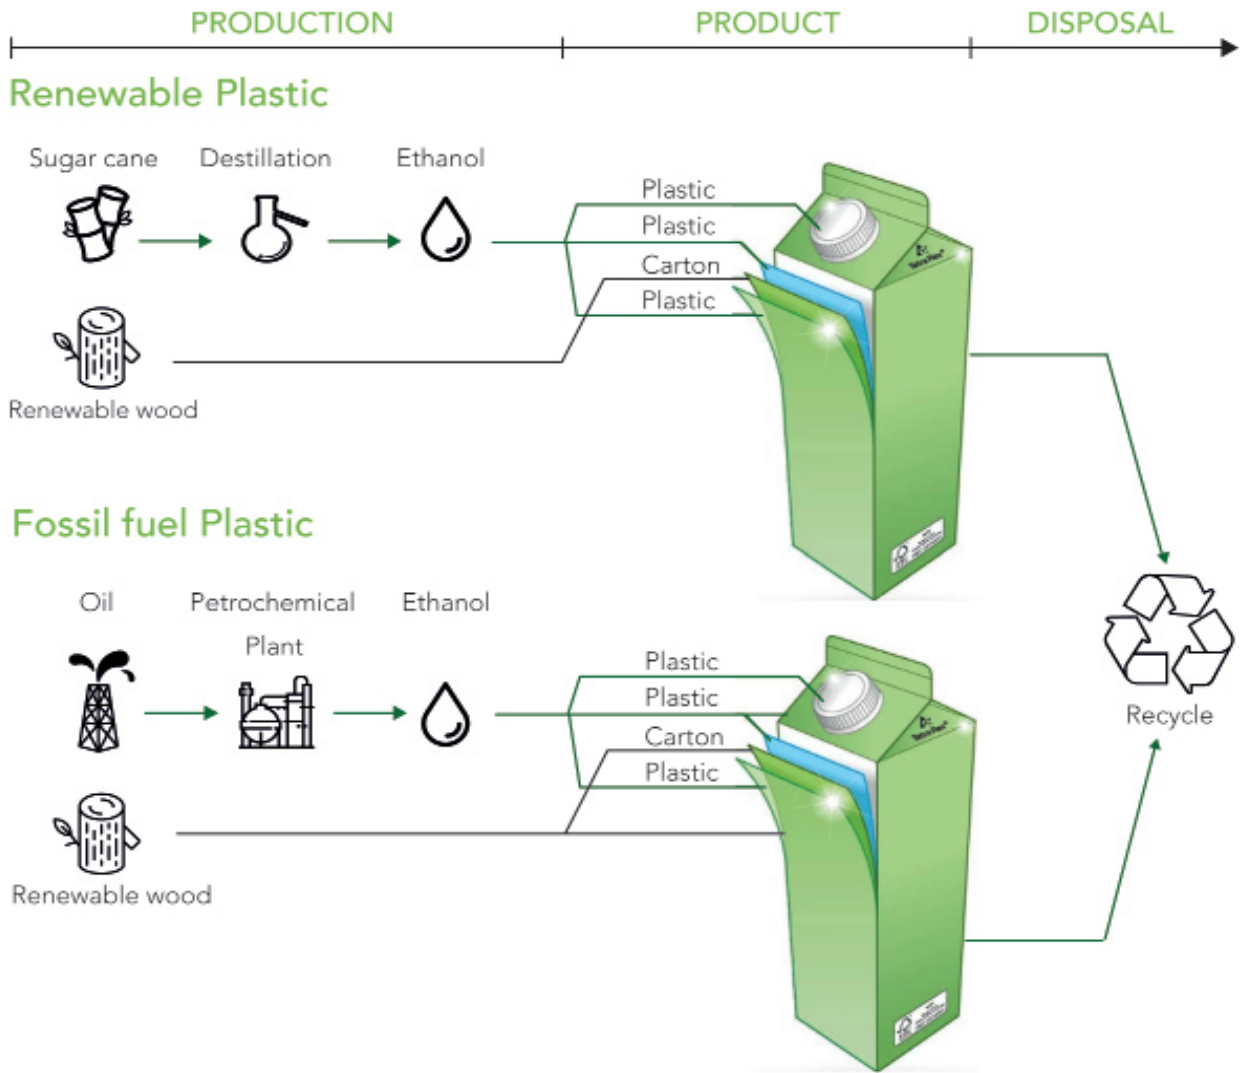 PRODUCTION
PRODUCT
DISPOSAL
Renewable Plastic
Sugar cane
Destillation
Ethanol
Plastic
Plastic
Carton
Plastic
Renewable wood
Fossil fuel Plastic
Oil
Petrochemical
Plant
Ethanol
Plastic
Plastic
Carton
Plastic
Renewable wood
Recycle